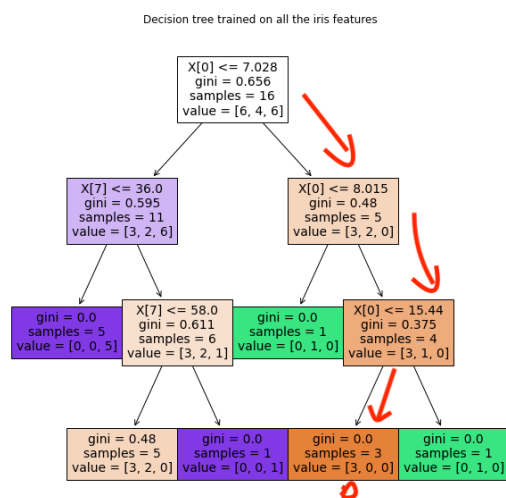 Decision tree trained on all the iris features
X[0] <= 7.028
gini = 0.656
samples = 16
value = [6, 4, 6]
X[7] <= 36.0
gini = 0.595
samples = 11
value = [3, 2, 6]
X[0] <= 8.015
gini = 0.48
samples = 5
value = [3, 2, 0]
gini = 0.0
samples = 5
value = [0, 0, 5]
X[7] <= 58.0
gini = 0.611
samples = 6
value = [3, 2, 1]
gini = 0.0
samples = 1
value = [0, 1, 0]
X[0] <= 15.44
gini = 0.375
samples = 4
value = [3, 1, 0]
gini = 0.48
samples = 5
value = [3, 2, 0]
gini = 0.0
samples = 1
value = [0, 0, 1]
gini = 0.0
samples = 3
value = [3, 0, 0]
gini = 0.0
samples = 1
value = [0, 1, 0]